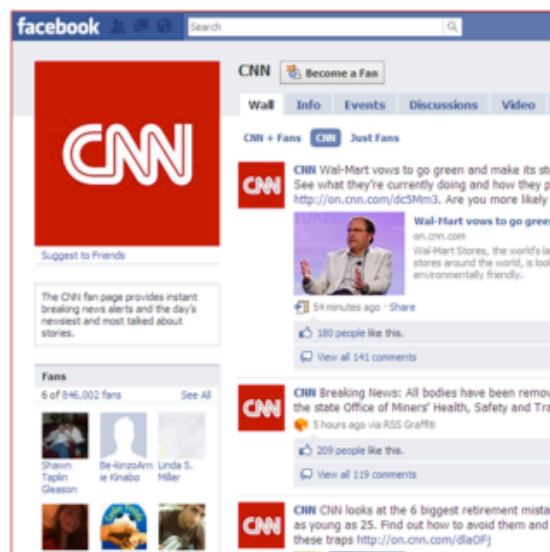 facebook
Search
CNN
Become a Fan
Wall Info Events Discussions Video
CNN + Fans CNN Just Fans
CNN
Suggest to Friends
The CNN fan page provides instant
breaking news alerts and the day's
newsiest and most talked about
stories.
Fans
6 of 846,002 fans See All
Shawn
Taplin
Gleason
Be-kinzoArn
ie Kinabo
Linda S.
Miller
CNN
CNN Wal-Mart vows to go green and make its
See what they're currently doing and how they
http://on.cnn.com/dc5Mm3. Are you more likely
Wal-Mart vows to go green
on.cnn.com
Wal-Mart Stores, the world's
stores around the world, is
environmentally friendly.
54 minutes ago · Share
180 people like this.
View all 141 comments
CNN
CNN Breaking News: All bodies have been
the state Office of Miners' Health, Safety and
5 hours ago via RSS Graffiti
209 people like this.
View all 119 comments
CNN
CNN CNN looks at the 6 biggest retirement
as young as 25. Find out how to avoid them and
these traps http://on.cnn.com/dlaOFj